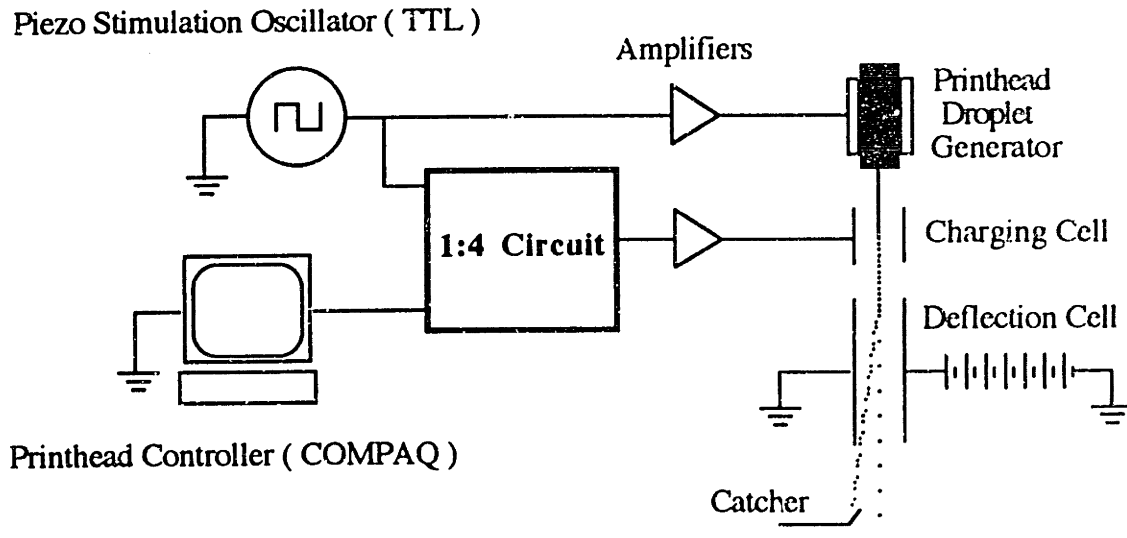 Piezo Stimulation Oscillator ( TTL )
Amplifiers
Printhead
Droplet
Generator
1:4 Circuit
Charging Cell
Deflection Cell
Printhead Controller ( COMPAQ )
Catcher